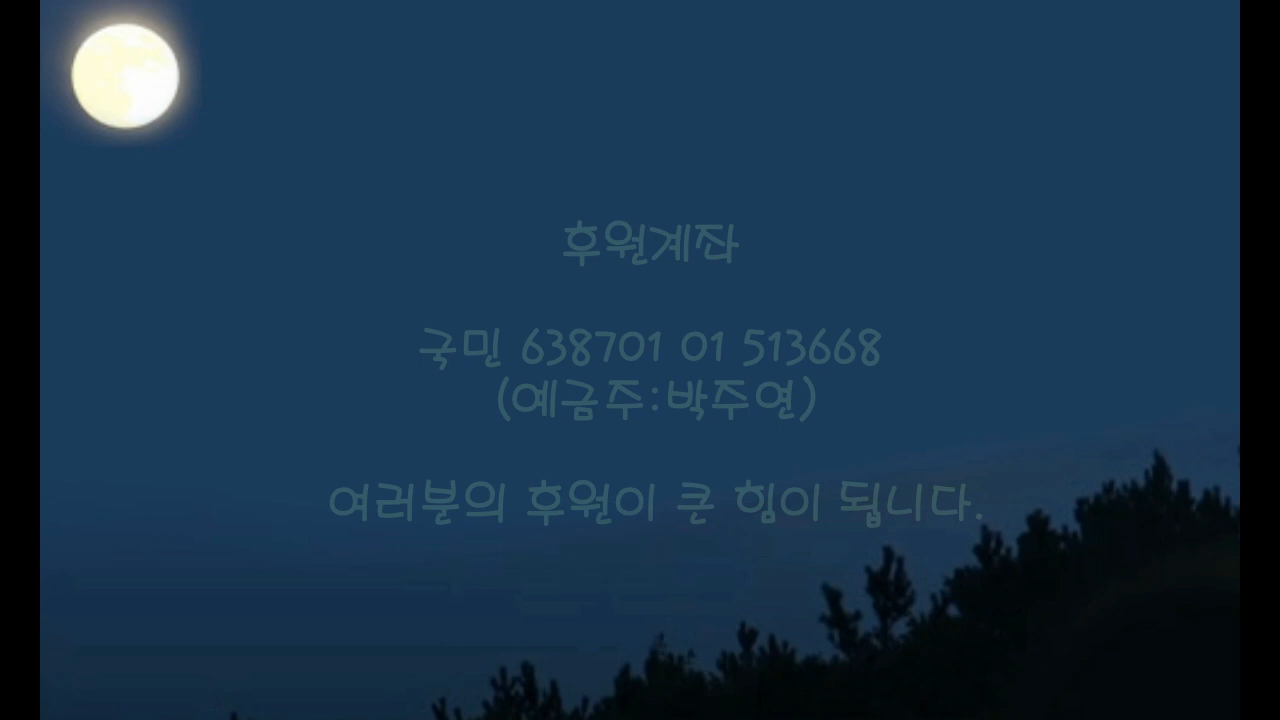 후원계좌
국민 638701 01 513668
(예금주:박주연)
여러분의 후원이 큰 힘이 됩니다.